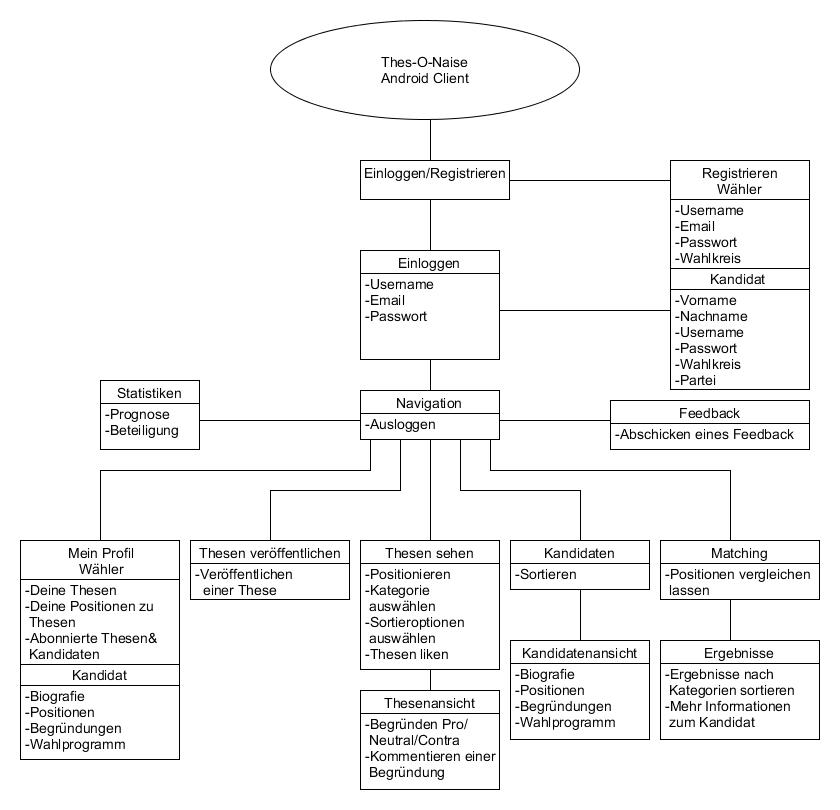 Thes-O-Naise
Android Client
Einloggen/Registrieren
Registrieren
Wähler
-Username
-Email
-Passwort
-Wahlkreis
Kandidat
-Vorname
-Nachname
-Username
-Passwort
-Wahlkreis
-Partei
Einloggen
-Username
-Email
-Passwort
Statistiken
-Prognose
-Beteiligung
Navigation
-Ausloggen
Feedback
-Abschicken eines Feedback
Mein Profil
Wähler
-Deine Thesen
-Deine Positionen zu
Thesen
-Abonnierte Thesen&
Kandidaten
Kandidat
-Biografie
-Positionen
-Begründungen
-Wahlprogramm
Thesen veröffentlichen
-Veröffentlichen
einer These
Thesen sehen
-Positionieren
-Kategorie
auswählen
-Sortieroptionen
auswählen
-Thesen liken
Thesenansicht
-Begründen Pro/
Neutral/Contra
-Kommentieren einer
Begründung
Kandidaten
-Sortieren
Kandidatenansicht
-Biografie
-Positionen
-Begründungen
-Wahlprogramm
Matching
-Positionen vergleichen
lassen
Ergebnisse
-Ergebnisse nach
Kategorien sortieren
-Mehr Informationen
zum Kandidat